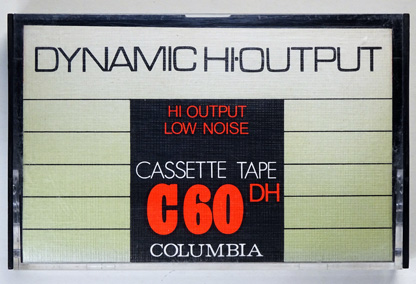 DYNAMIC HI·OUTPUT
HI OUTPUT
LOW NOISE
CASSETTE TAPE
C60 DH
COLUMBIA